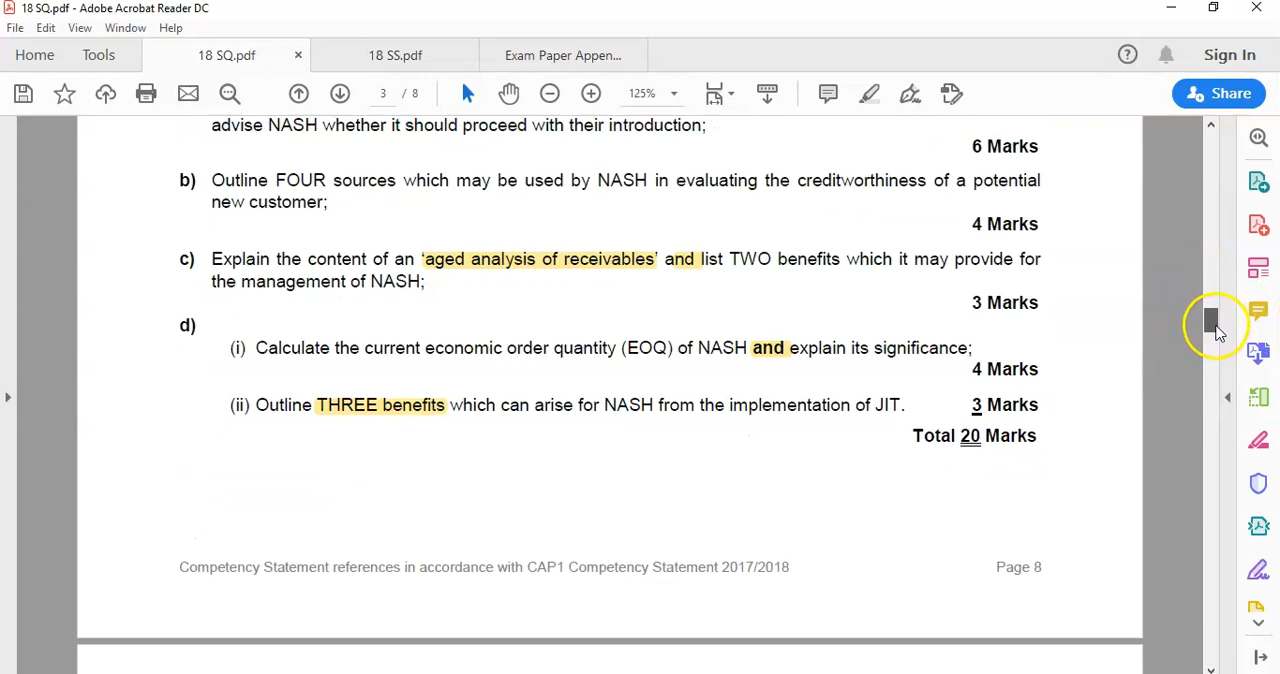 18 SQ.pdf - Adobe Acrobat Reader DC
File Edit View Window Help
Home Tools 18 SQ.pdf × 18 SS.pdf Exam Paper Appen... Sign In
3 / 8 125% Share
advise NASH whether it should proceed with their introduction;
6 Marks
b) Outline FOUR sources which may be used by NASH in evaluating the creditworthiness of a potential
new customer;
4 Marks
c) Explain the content of an ‘aged analysis of receivables’ and list TWO benefits which it may provide for
the management of NASH;
3 Marks
d)
(i) Calculate the current economic order quantity (EOQ) of NASH and explain its significance;
4 Marks
(ii) Outline THREE benefits which can arise for NASH from the implementation of JIT. 3 Marks
Total 20 Marks
Competency Statement references in accordance with CAP1 Competency Statement 2017/2018 Page 8